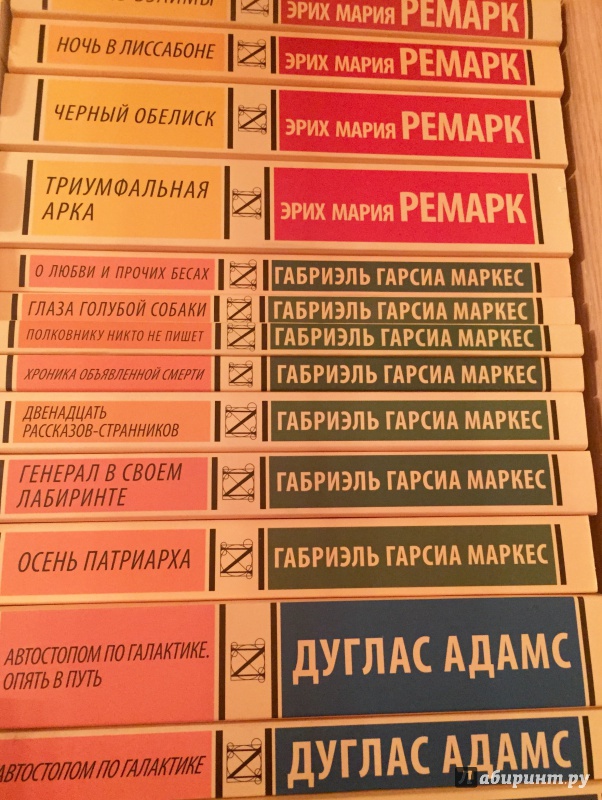 ВЗАЙМЫ
ЭРИХ МАРИЯ РЕМАРК
НОЧЬ В ЛИССАБОНЕ
ЭРИХ МАРИЯ РЕМАРК
ЧЕРНЫЙ ОБЕЛИСК
ЭРИХ МАРИЯ РЕМАРК
ТРИУМФАЛЬНАЯ
АРКА
ЭРИХ МАРИЯ РЕМАРК
О ЛЮБВИ И ПРОЧИХ БЕСАХ
ГАБРИЭЛЬ ГАРСИА МАРКЕС
ГЛАЗА ГОЛУБОЙ СОБАКИ
ГАБРИЭЛЬ ГАРСИА МАРКЕС
ПОЛКОВНИКУ НИКТО НЕ ПИШЕТ
ГАБРИЭЛЬ ГАРСИА МАРКЕС
ХРОНИКА ОБЪЯВЛЕННОЙ СМЕРТИ
ГАБРИЭЛЬ ГАРСИА МАРКЕС
ДВЕНАДЦАТЬ
РАССКАЗОВ-СТРАННИКОВ
ГАБРИЭЛЬ ГАРСИА МАРКЕС
ГЕНЕРАЛ В СВОЕМ
ЛАБИРИНТЕ
ГАБРИЭЛЬ ГАРСИА МАРКЕС
ОСЕНЬ ПАТРИАРХА
ГАБРИЭЛЬ ГАРСИА МАРКЕС
АВТОСТОПОМ ПО ГАЛАКТИКЕ.
ОПЯТЬ В ПУТЬ
ДУГЛАС АДАМС
АВТОСТОПОМ ПО ГАЛАКТИКЕ
ДУГЛАС АДАМС
Лабиринт.ру